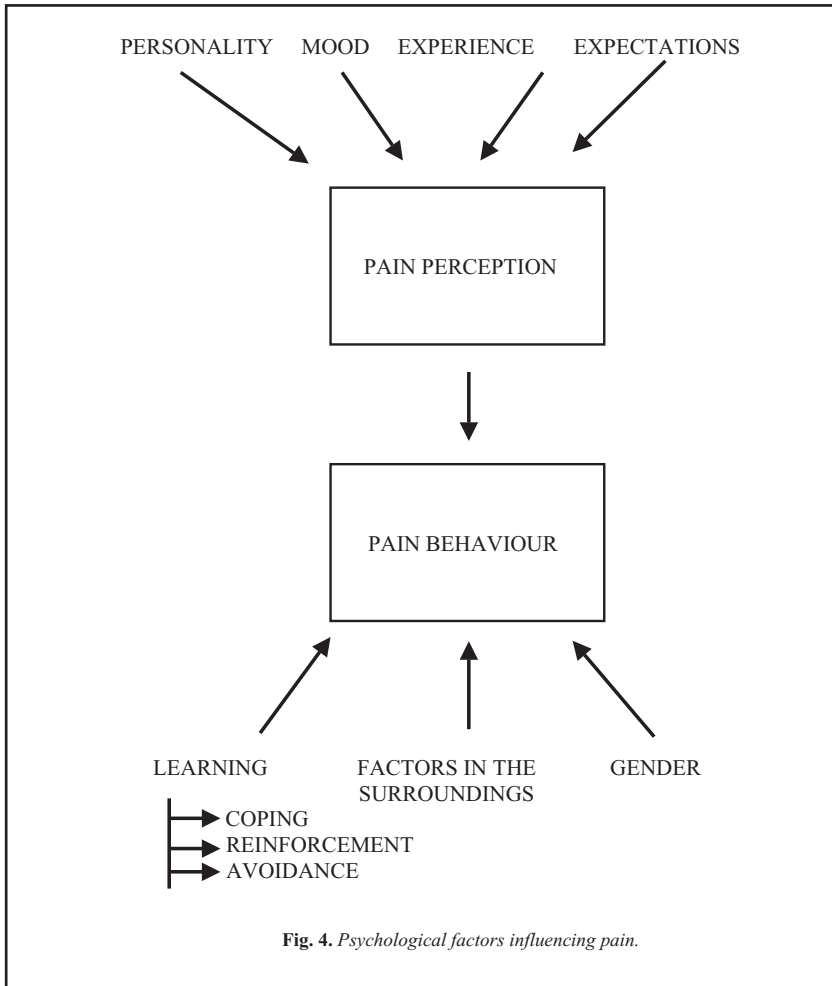 PERSONALITY MOOD EXPERIENCE EXPECTATIONS
PAIN PERCEPTION
PAIN BEHAVIOUR
LEARNING FACTORS IN THE GENDER
SURROUNDINGS
COPING
REINFORCEMENT
AVOIDANCE
Fig. 4. Psychological factors influencing pain.